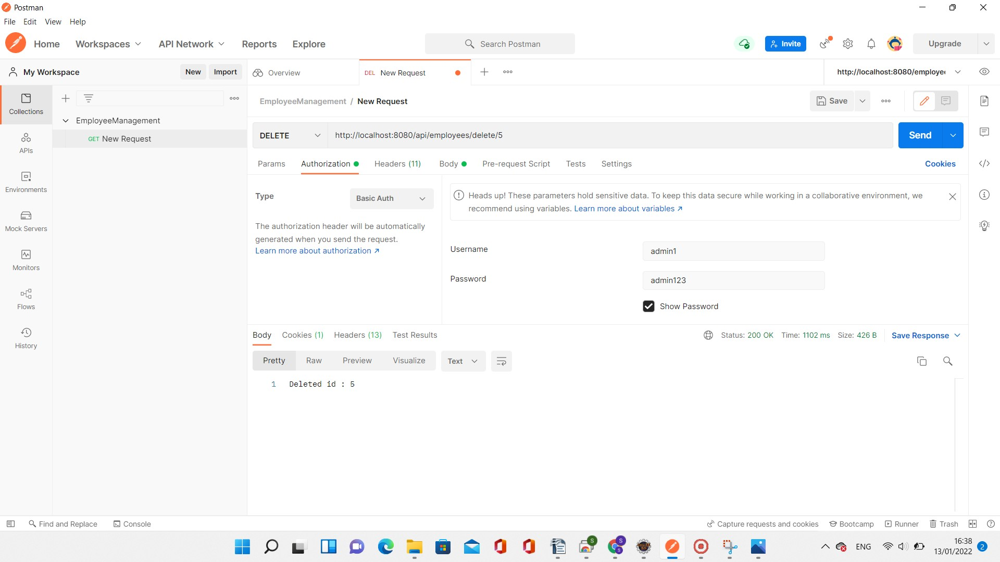 Postman
File Edit View Help
Home Workspaces API Network Reports Explore Search Postman Invite Upgrade
My Workspace New Import Overview DEL New Request http://localhost:8080/employe
Collections
EmployeeManagement
GET New Request
APIs
Environments
Mock Servers
Monitors
Flows
History
EmployeeManagement / New Request Save
DELETE http://localhost:8080/api/employees/delete/5 Send
Params Authorization Headers (11) Body Pre-request Script Tests Settings Cookies
Type Basic Auth
The authorization header will be automatically
generated when you send the request.
Learn more about authorization ↗
Heads up! These parameters hold sensitive data. To keep this data secure while working in a collaborative environment, we
recommend using variables. Learn more about variables ↗
Username admin1
Password admin123
Show Password
Body Cookies (1) Headers (13) Test Results Status: 200 OK Time: 1102 ms Size: 426 B Save Response
Pretty Raw Preview Visualize Text
1 Deleted id : 5
Find and Replace Console Capture requests and cookies Bootcamp Runner Trash
S S S ENG 16:38
13/01/2022 2